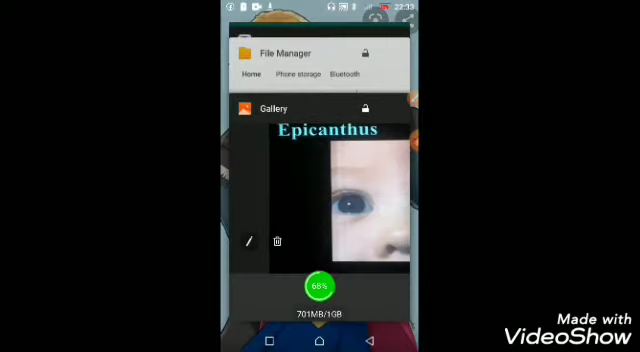 22:33
File Manager
Home Phone storage Bluetooth
Gallery
Epicanthus
68%
701MB/1GB
Made with
VideoShow